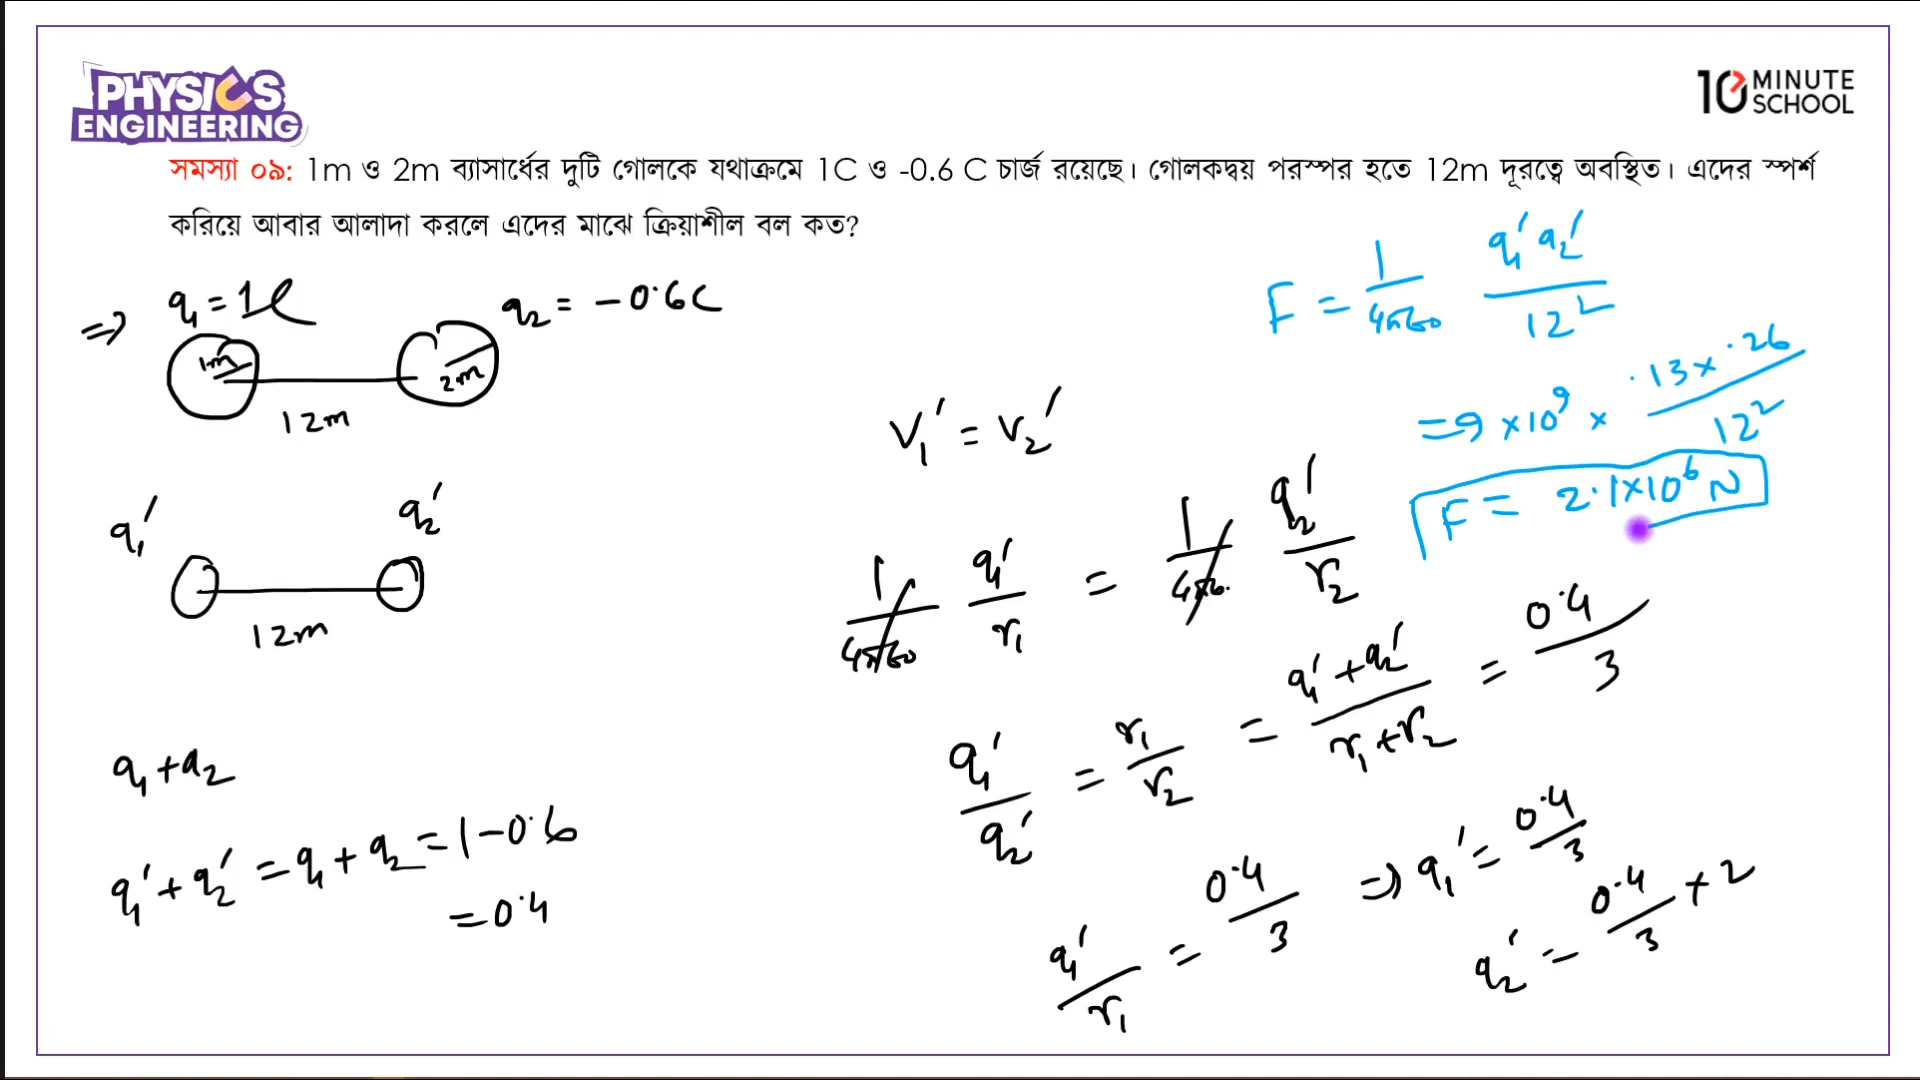 PHYSICS
ENGINEERING
10 MINUTE
SCHOOL
সমস্যা ০৯: 1m ও 2m ব্যাসার্ধের দুটি গোলকে যথাক্রমে 1C ও -0.6 C চার্জ রয়েছে। গোলকদ্বয় পরস্পর হতে 12m দূরত্বে অবস্থিত। এদের স্পর্শ
করিয়ে আবার আলাদা করলে এদের মাঝে ক্রিয়াশীল বল কত?
⇒ q₁ = 1C q₂ = -0.6C
1m 2m
12m
q₁′ q₂′
12m
q₁ + q₂
q₁′ + q₂′ = q₁ + q₂ = 1 - 0.6
= 0.4
V₁′ = V₂′
1/4πε₀ q₁′/r₁ = 1/4πε₀ q₂′/r₂
q₁′/q₂′ = r₁/r₂ = (q₁′ + q₂′)/(r₁ + r₂) = 0.4/3
q₁′/r₁ = 0.4/3 ⇒ q₁′ = 0.4/3
q₂′ = 0.4/3 + 2
F = 1/4πε₀ q₁′ q₂′/12²
⇒ 9 × 10⁹ × .13 × .26/12²
F = 2.1 × 10⁶ N